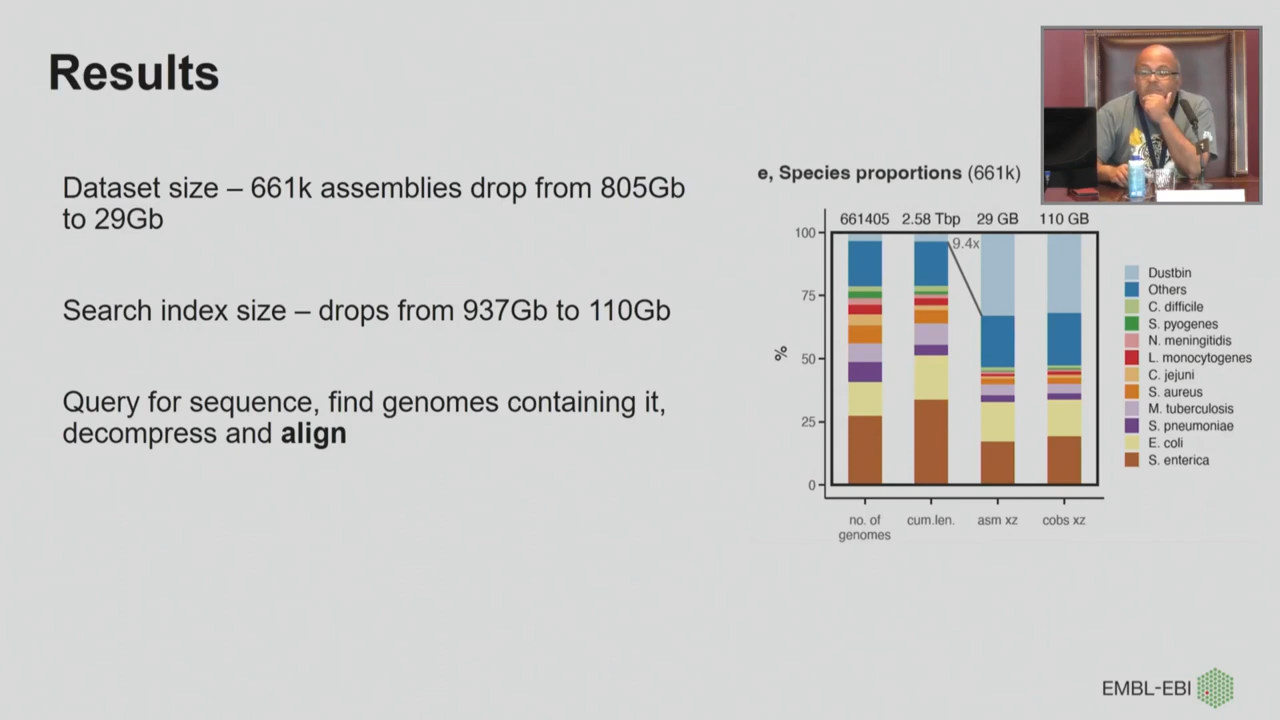 Results
Dataset size – 661k assemblies drop from 805Gb
to 29Gb
Search index size – drops from 937Gb to 110Gb
Query for sequence, find genomes containing it,
decompress and align
e, Species proportions (661k)
661405 2.58 Tbp 29 GB 110 GB
100
9.4x
75
50
25
0
%
no. of
genomes
cum.len.
asm xz
cobs xz
Dustbin
Others
C. difficile
S. pyogenes
N. meningitidis
L. monocytogenes
C. jejuni
S. aureus
M. tuberculosis
S. pneumoniae
E. coli
S. enterica
EMBL-EBI